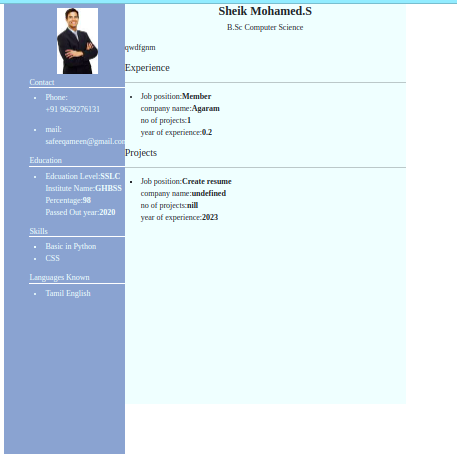 Sheik Mohamed.S
B.Sc Computer Science
qwdfgnm
Experience
Job position:Member
company name:Agaram
no of projects:1
year of experience:0.2
Projects
Job position:Create resume
company name:undefined
no of projects:nill
year of experience:2023
Contact
Phone:
+91 9629276131
mail:
safeeqameen@gmail.com
Education
Edcuation Level:SSLC
Institute Name:GHBSS
Percentage:98
Passed Out year:2020
Skills
Basic in Python
CSS
Languages Known
Tamil English